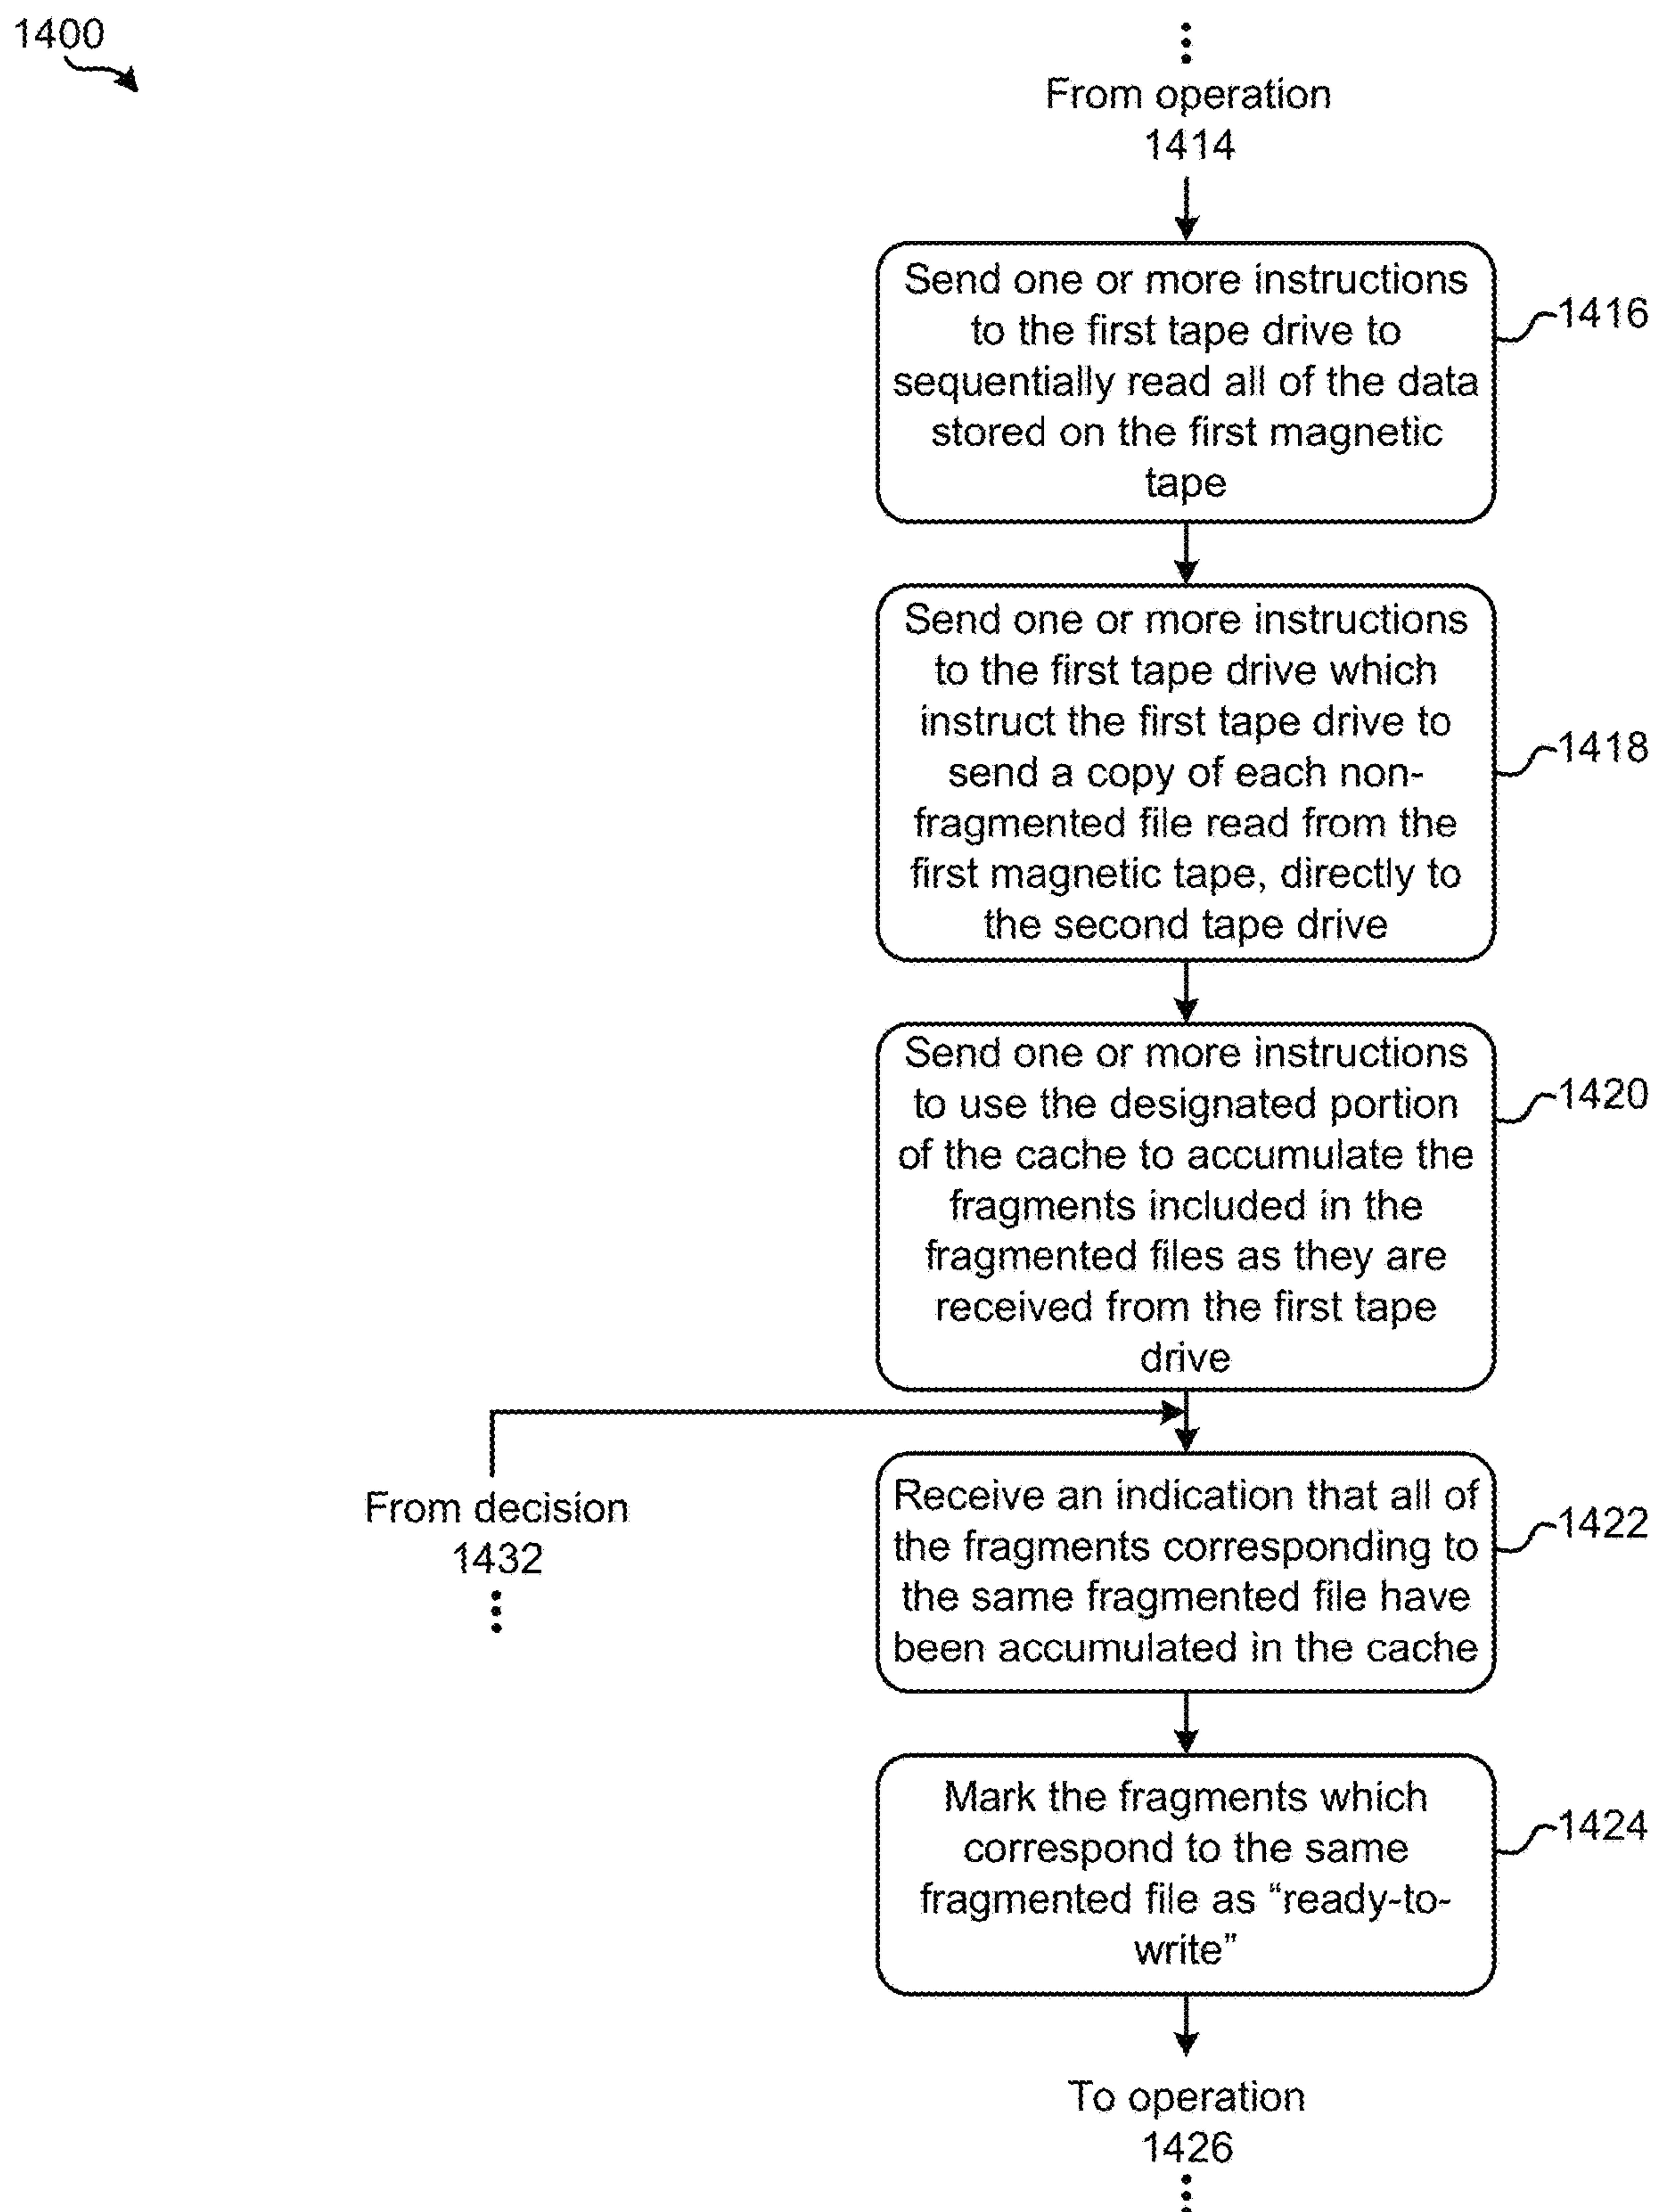 1400
From operation
1414
Send one or more instructions
to the first tape drive to
sequentially read all of the data
stored on the first magnetic
tape
1416
Send one or more instructions
to the first tape drive which
instruct the first tape drive to
send a copy of each non-
fragmented file read from the
first magnetic tape, directly to
the second tape drive
1418
Send one or more instructions
to use the designated portion
of the cache to accumulate the
fragments included in the
fragmented files as they are
received from the first tape
drive
1420
From decision
1432
Receive an indication that all of
the fragments corresponding to
the same fragmented file have
been accumulated in the cache
1422
Mark the fragments which
correspond to the same
fragmented file as “ready-to-
write”
1424
To operation
1426